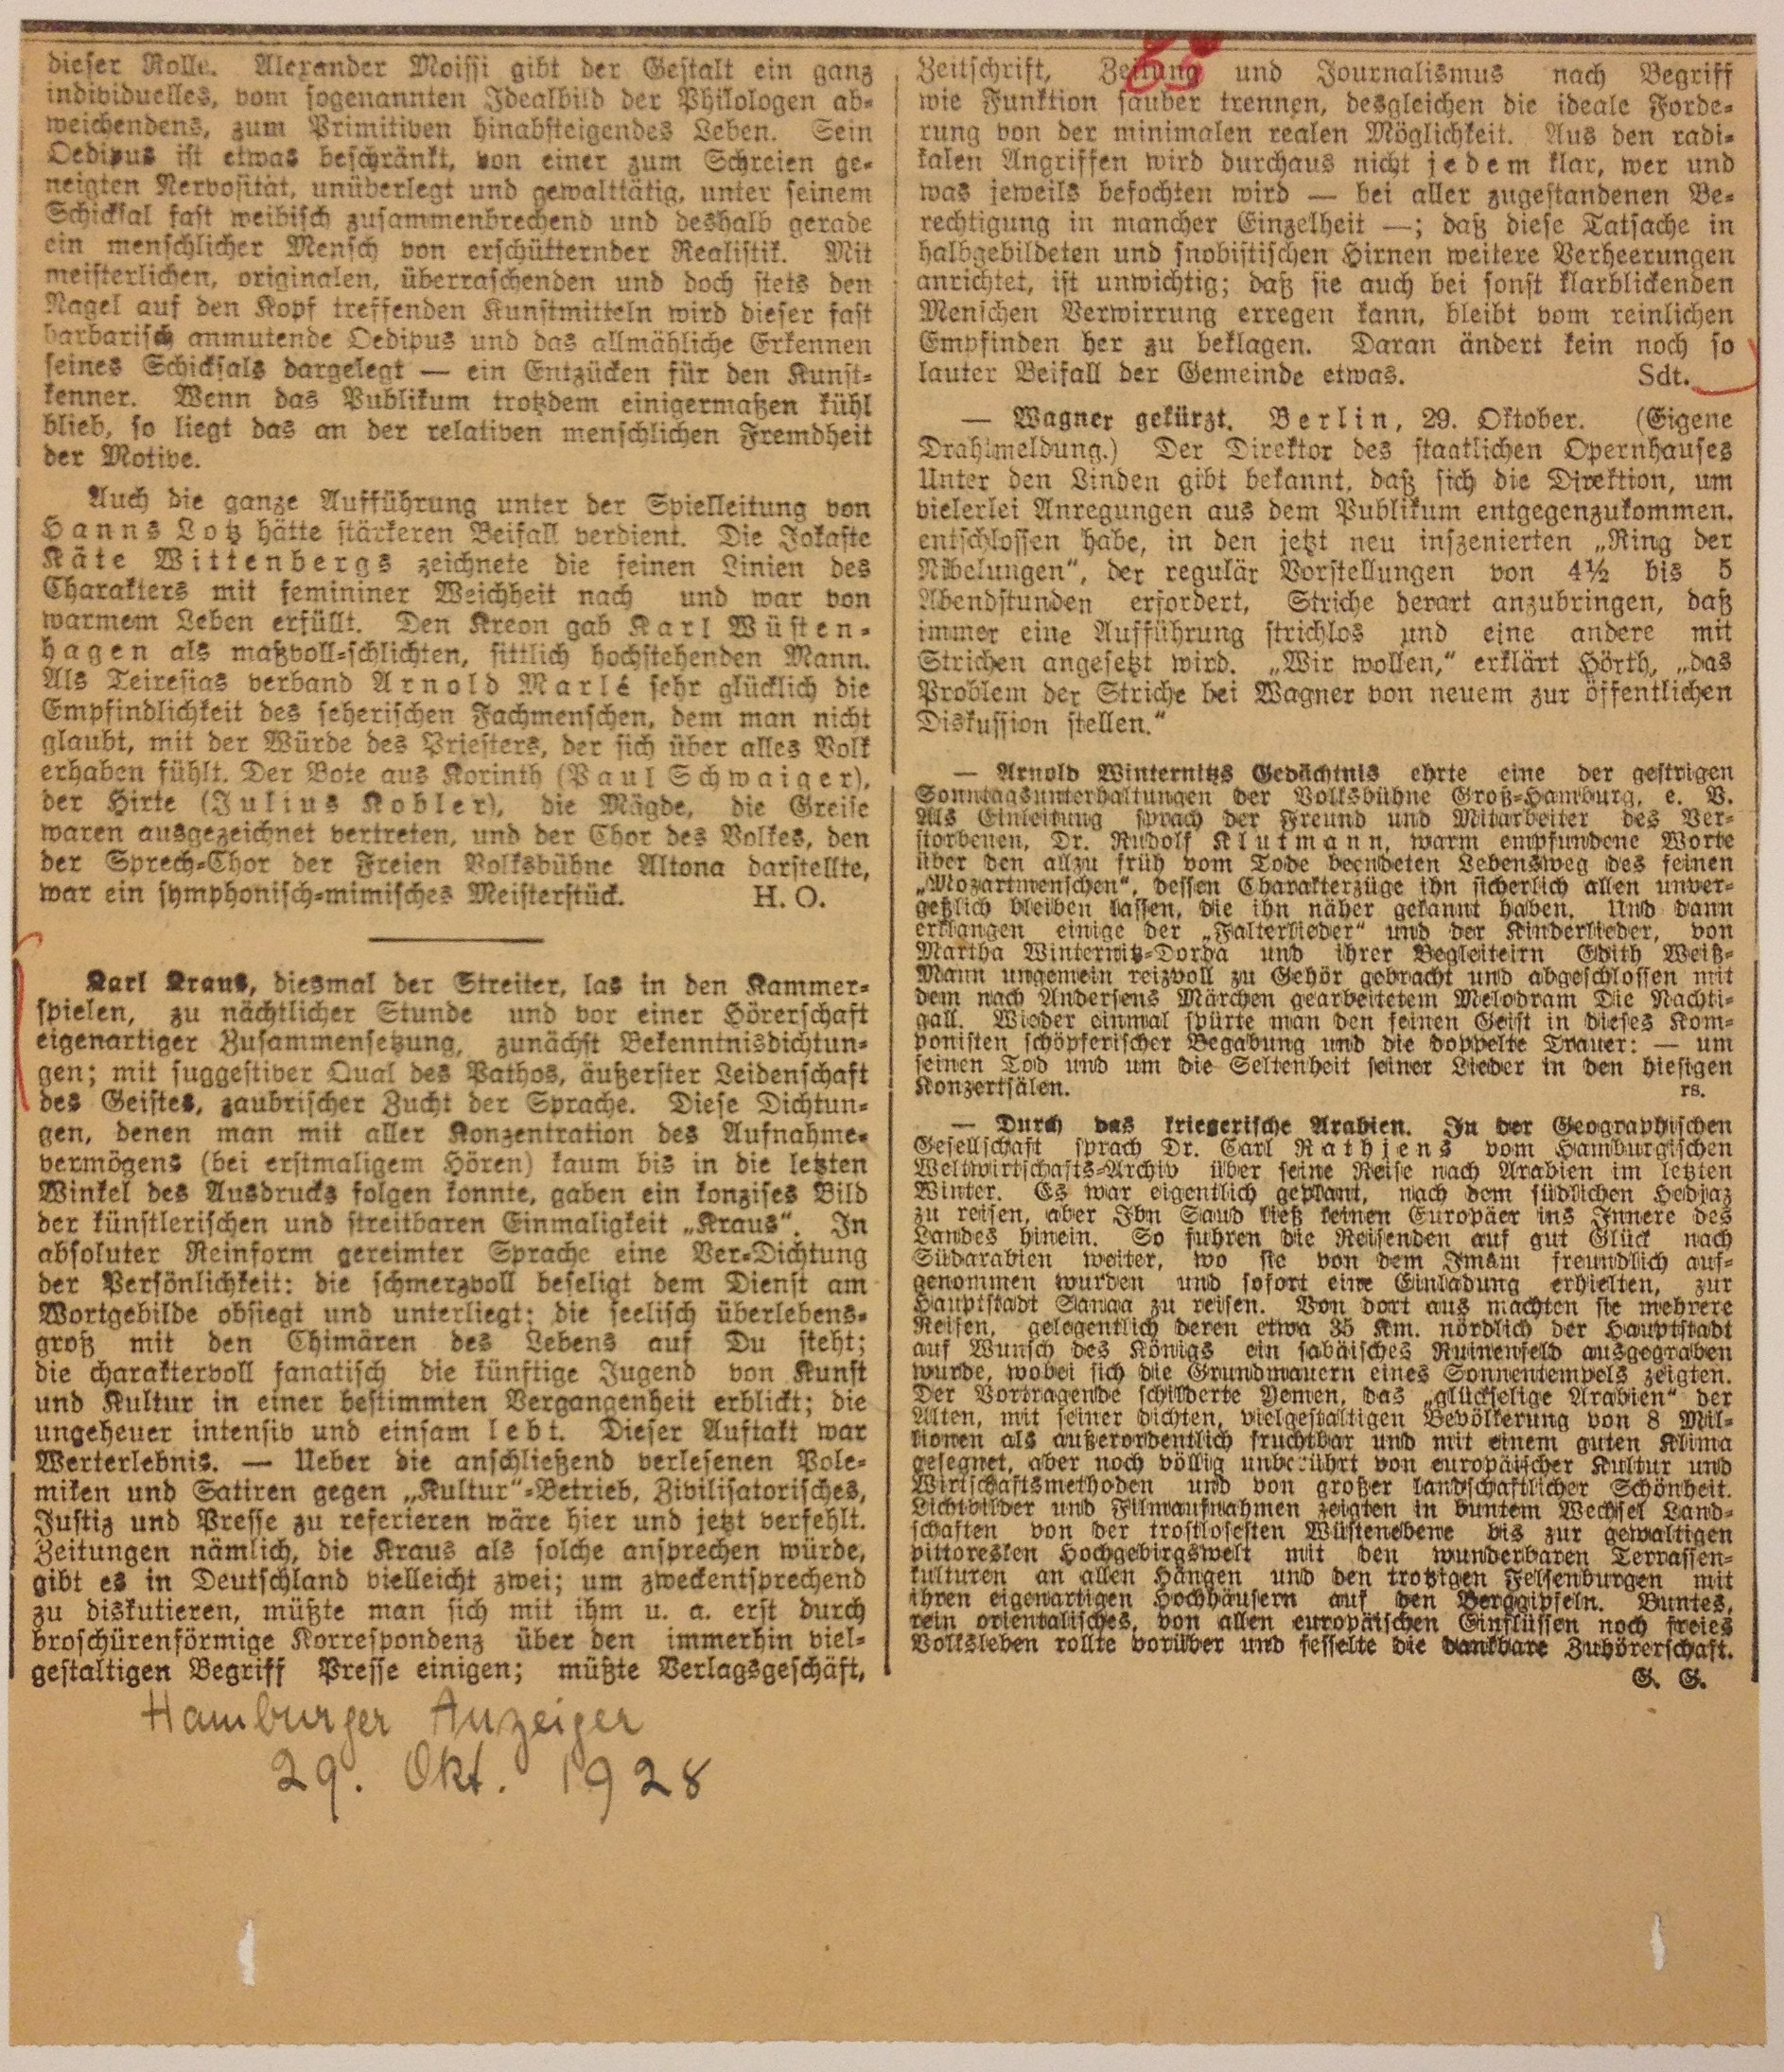 dieser Rolle. Alexander Moissi gibt der Gestalt ein ganz
individuelles, vom sogenannten Idealbild der Philologen ab-
weichendens, zum Primitiven hinabsteigendes Leben. Sein
Oedipus ist etwas beschränkt, von einer zum Schreien ge-
neigten Nervosität, unüberlegt und gewalttätig, unter seinem
Schicksal fast weibisch zusammenbrechend und deshalb gerade
ein menschlicher Mensch von erschütternder Realistik. Mit
meisterlichen, originalen, überraschenden und doch stets den
Nagel auf den Kopf treffenden Kunstmitteln wird dieser fast
barbarisch anmutende Oedipus und das allmähliche Erkennen
seines Schicksals dargelegt — ein Entzücken für den Kunst-
kenner. Wenn das Publikum trotzdem einigermaßen kühl
blieb, so liegt das an der relativen menschlichen Fremdheit
der Motive.
Auch die ganze Aufführung unter der Spielleitung von
Hanns Lotz hätte stärkeren Beifall verdient. Die Jokaste
Käte Wittenbergs zeichnete die feinen Linien des
Charakters mit femininer Weichheit nach und war von
warmem Leben erfüllt. Den Kreon gab Karl Wüsten-
hagen als maßvoll-schlichten, sittlich hochstehenden Mann.
Als Teiresias verband Arnold Marlé sehr glücklich die
Empfindlichkeit des seherischen Fachmenschen, dem man nicht
glaubt, mit der Würde des Priesters, der sich über alles Volk
erhaben fühlt. Der Bote aus Korinth (Paul Schwaiger),
der Hirte (Julius Kobler), die Mägde, die Greise
waren ausgezeichnet vertreten, und der Chor des Volkes, den
der Sprech-Chor der Freien Volksbühne Altona darstellte,
war ein symphonisch-mimisches Meisterstück. H. O.
Karl Kraus, diesmal der Streiter, las in den Kammer-
spielen, zu nächtlicher Stunde und vor einer Hörerschaft
eigenartiger Zusammensetzung, zunächst Bekenntnisdichtun-
gen; mit suggestiver Qual des Pathos, äußerster Leidenschaft
des Geistes, zaubrischer Zucht der Sprache. Diese Dichtun-
gen, denen man mit aller Konzentration des Aufnahme-
vermögens (bei erstmaligem Hören) kaum bis in die letzten
Winkel des Ausdrucks folgen konnte, gaben ein konzises Bild
der künstlerischen und streitbaren Einmaligkeit „Kraus“. In
absoluter Reinform gereimter Sprache eine Ver-Dichtung
der Persönlichkeit: die schmerzvoll beseligt dem Dienst am
Wortgebilde obsiegt und unterliegt; die seelisch überlebens-
groß mit den Chimären des Lebens auf Du steht;
die charaktervoll fanatisch die künftige Jugend von Kunst
und Kultur in einer bestimmten Vergangenheit erblickt; die
ungeheuer intensiv und einsam lebt. Dieser Auftakt war
Werterlebnis. — Ueber die anschließend verlesenen Pole-
miken und Satiren gegen „Kultur“-Betrieb, Zivilisatorisches,
Justiz und Presse zu referieren wäre hier und jetzt verfehlt.
Zeitungen nämlich, die Kraus als solche ansprechen würde,
gibt es in Deutschland vielleicht zwei; um zweckentsprechend
zu diskutieren, müßte man sich mit ihm u. a. erst durch
broschürenförmige Korrespondenz über den immerhin viel-
gestaltigen Begriff Presse einigen; müßte Verlagsgeschäft,
Hamburger Anzeiger
29. Okt. 1928
Zeitschrift, Zeitung und Journalismus nach Begriff
wie Funktion sauber trennen, desgleichen die ideale Forde-
rung von der minimalen realen Möglichkeit. Aus den radi-
kalen Angriffen wird durchaus nicht jedem klar, wer und
was jeweils befochten wird — bei aller zugestandenen Be-
rechtigung in mancher Einzelheit —; daß diese Tatsache in
halbgebildeten und snobistischen Hirnen weitere Verheerungen
anrichtet, ist unwichtig; daß sie auch bei sonst klarblickenden
Menschen Verwirrung erregen kann, bleibt vom reinlichen
Empfinden her zu beklagen. Daran ändert kein noch so
lauter Beifall der Gemeinde etwas. Sdt.
— Wagner gekürzt. Berlin, 29. Oktober. (Eigene
Drahtmeldung.) Der Direktor des staatlichen Opernhauses
Unter den Linden gibt bekannt, daß sich die Direktion, um
vielerlei Anregungen aus dem Publikum entgegenzukommen,
entschlossen habe, in den jetzt neu inszenierten „Ring der
Nibelungen“, der regulär Vorstellungen von 4½ bis 5
Abendstunden erfordert, Striche derart anzubringen, daß
immer eine Aufführung strichlos und eine andere mit
Strichen angesetzt wird. „Wir wollen,“ erklärt Hörth, „das
Problem der Striche bei Wagner von neuem zur öffentlichen
Diskussion stellen.“
— Arnold Winternitzs Gedächtnis ehrte eine der gestrigen
Sonntagsunterhaltungen der Volksbühne Groß-Hamburg, e. V.
Als Einleitung sprach der Freund und Mitarbeiter des Ver-
storbenen, Dr. Rudolf Klutmann, warm empfundene Worte
über den allzu früh vom Tode beendeten Lebensweg des feinen
„Mozartmenschen“, dessen Charakterzüge ihn sicherlich allen unver-
geßlich bleiben lassen, die ihn näher gekannt haben. Und dann
erklangen einige der „Falterlieder“ und der Kinderlieder, von
Martha Winternitz-Dorda und ihrer Begleiteirn Edith Weiß-
Mann ungemein reizvoll zu Gehör gebracht und abgeschlossen mit
dem nach Andersens Märchen gearbeitetem Melodram Die Nachti-
gall. Wieder einmal spürte man den feinen Geist in dieses Kom-
ponisten schöpferischer Begabung und die doppelte Trauer: — um
seinen Tod und um die Seltenheit seiner Lieder in den hiesigen
Konzertsälen. rs.
— Durch das kriegerische Arabien. In der Geographischen
Gesellschaft sprach Dr. Carl Rathjens vom Hamburgischen
Weltwirtschafts-Archiv über seine Reise nach Arabien im letzten
Winter. Es war eigentlich geplant, nach dem südlichen Hedjaz
zu reisen, aber Ibn Saud ließ keinen Europäer ins Innere des
Landes hinein. So fuhren die Reisenden auf gut Glück nach
Südarabien weiter, wo sie von dem Imam freundlich auf-
genommen wurden und sofort eine Einladung erhielten, zur
Hauptstadt Sanaa zu reisen. Von dort aus machten sie mehrere
Reisen, gelegentlich deren etwa 35 Km. nördlich der Hauptstadt
auf Wunsch des Königs ein sabäisches Ruinenfeld ausgegraben
wurde, wobei sich die Grundmauern eines Sonnentempels zeigten.
Der Vortragende schilderte Yemen, das „glückselige Arabien“ der
Alten, mit seiner dichten, vielgestaltigen Bevölkerung von 8 Mil-
lionen als außerordentlich fruchtbar und mit einem guten Klima
gesegnet, aber noch völlig unberührt von europäischer Kultur und
Wirtschaftsmethoden und von großer landschaftlicher Schönheit.
Lichtbilder und Filmaufnahmen zeigten in buntem Wechsel Land-
schaften von der trostlosesten Wüstenebene bis zur gewaltigen
pittoresken Hochgebirgswelt mit den wunderbaren Terrassen-
kulturen an allen Hängen und den trotzigen Felsenburgen mit
ihren eigenartigen Hochhäusern auf den Berggipfeln. Buntes,
rein orientalisches, von allen europäischen Einflüssen noch freies
Volksleben rollte vorüber und fesselte die dankbare Zuhörerschaft.
G. G.